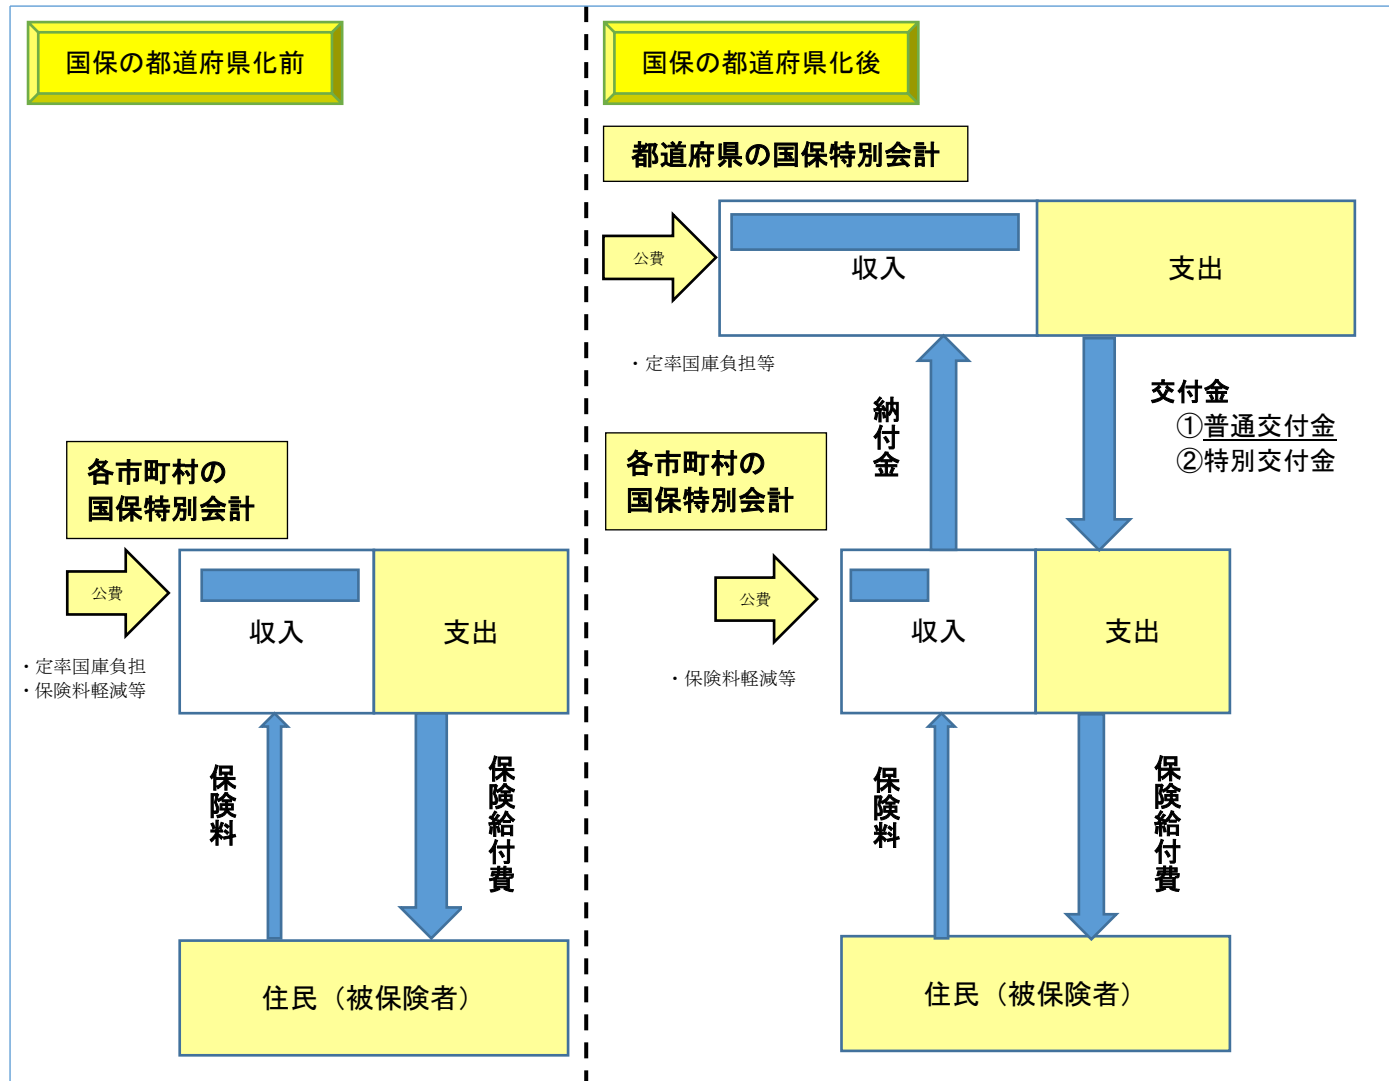 国保の都道府県化前
各市町村の
国保特別会計
公費
・定率国庫負担
・保険料軽減等
収入
支出
保険料
保険給付費
住民（被保険者）
国保の都道府県化後
都道府県の国保特別会計
公費
収入
支出
・定率国庫負担等
納付金
交付金
①普通交付金
②特別交付金
各市町村の
国保特別会計
公費
収入
支出
・保険料軽減等
保険料
保険給付費
住民（被保険者）